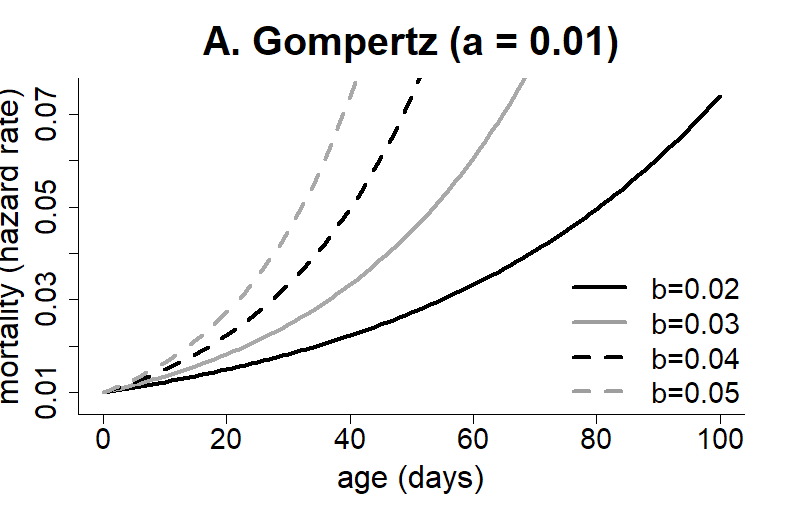 A. Gompertz (a = 0.01)
mortality (hazard rate)
0.07
0.05
0.03
0.01
b=0.02
b=0.03
b=0.04
b=0.05
0 20 40 60 80 100
age (days)